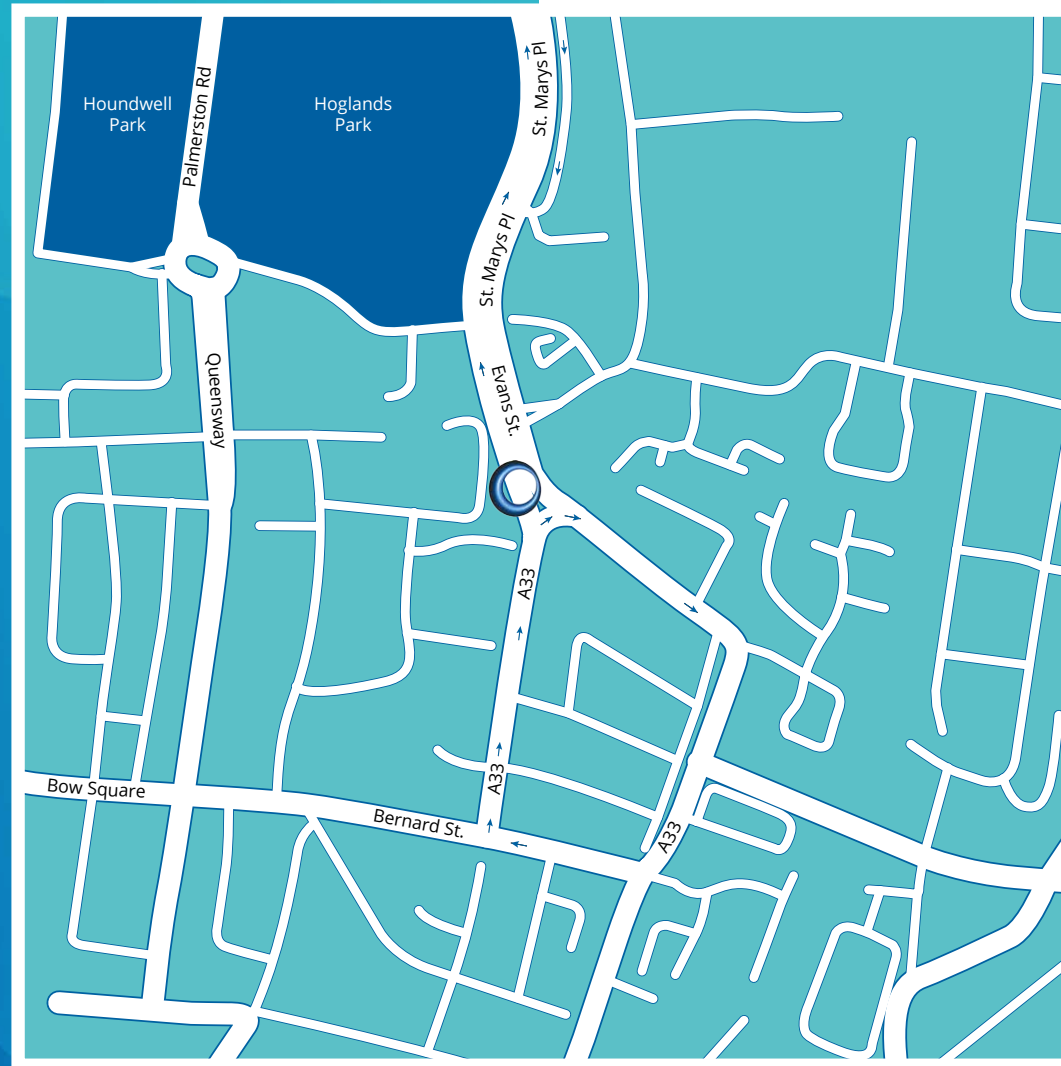 Houndwell
Park
Palmerston Rd
Hoglands
Park
St. Marys Pl
St. Marys Pl
Queensway
Evans St.
A33
A33
Bow Square
Bernard St.
A33